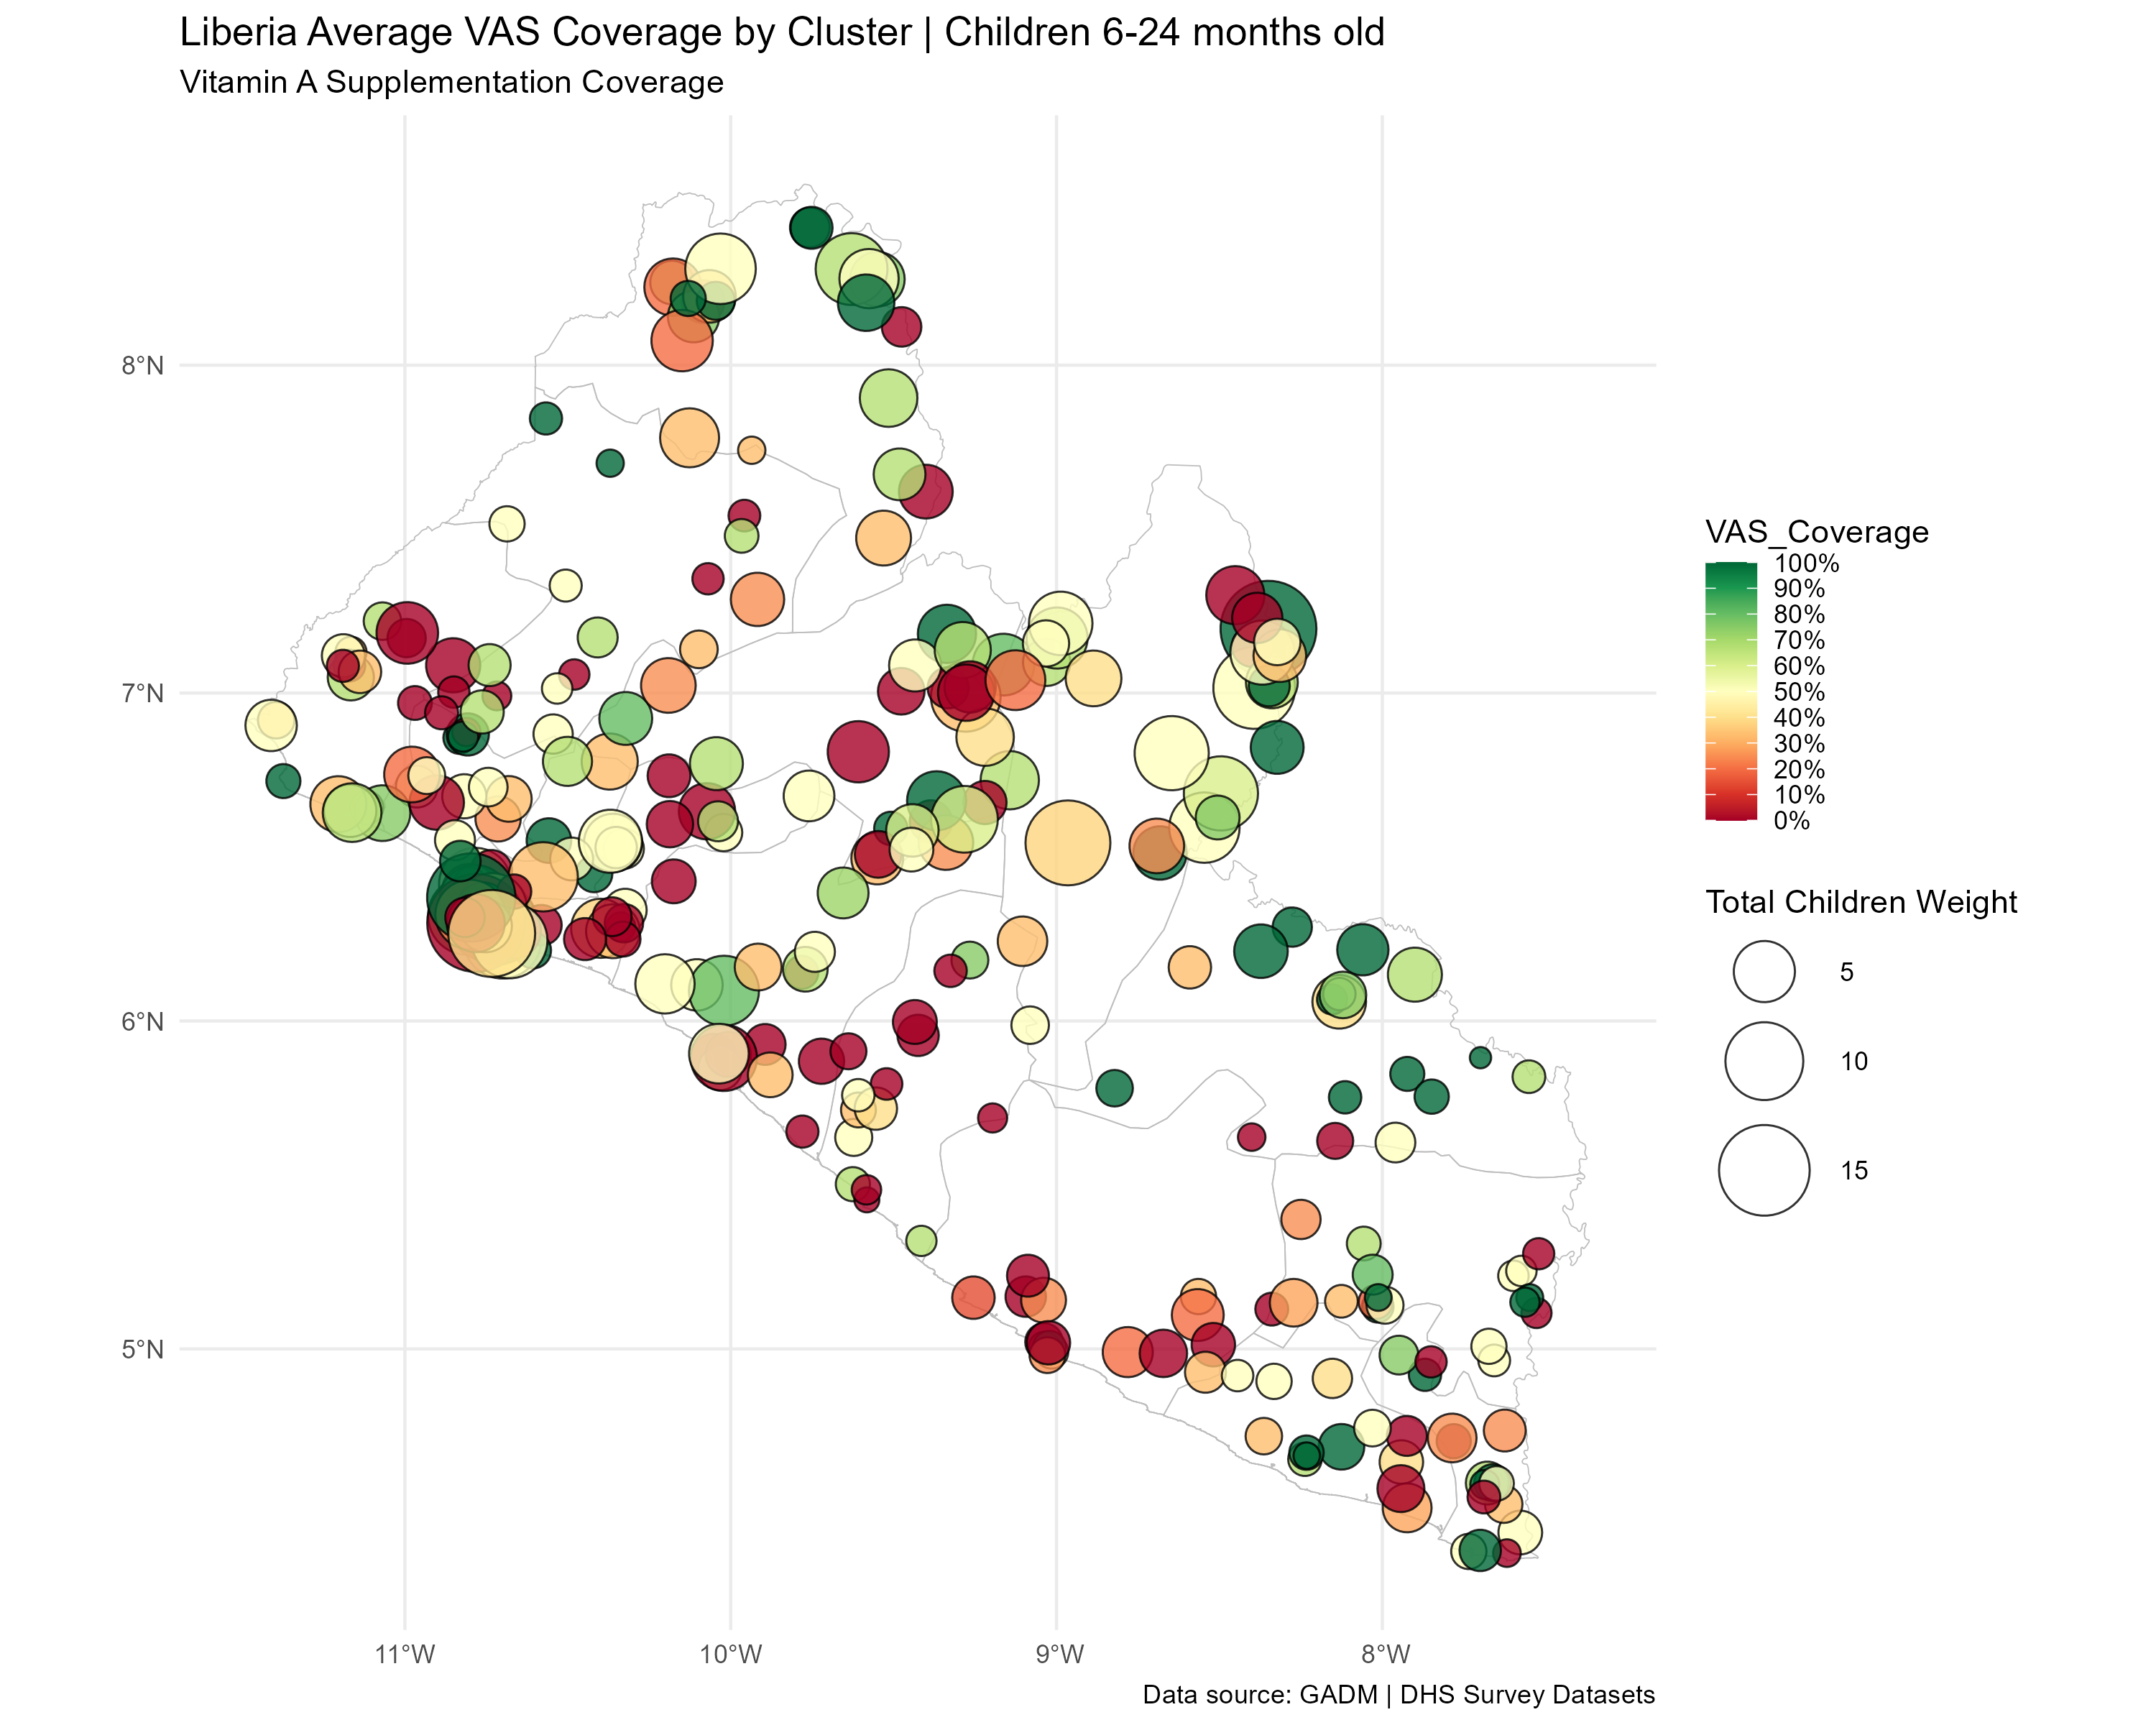 Liberia Average VAS Coverage by Cluster | Children 6-24 months old
Vitamin A Supplementation Coverage
8°N
7°N
6°N
5°N
11°W
10°W
9°W
8°W
VAS_Coverage
100%
90%
80%
70%
60%
50%
40%
30%
20%
10%
0%
Total Children Weight
5
10
15
Data source: GADM | DHS Survey Datasets